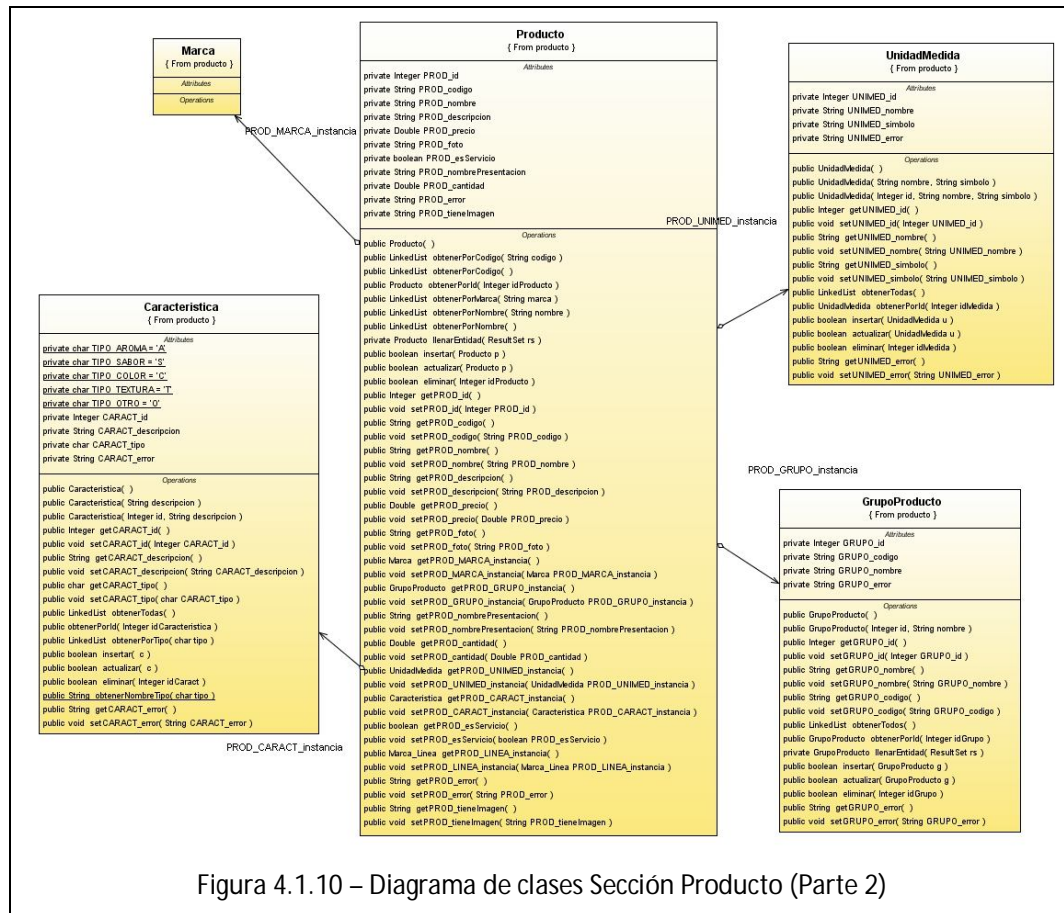 Marca
{ From producto }
Attributes
Operations
PROD_MARCA_instancia
Producto
{ From producto }
Attributes
private Integer PROD_id
private String PROD_codigo
private String PROD_nombre
private String PROD_descripcion
private Double PROD_precio
private String PROD_foto
private boolean PROD_esServicio
private String PROD_nombrePresentacion
private Double PROD_cantidad
private String PROD_error
private String PROD_tieneImagen
Operations
public Producto( )
public LinkedList obtenerPorCodigo( String codigo )
public LinkedList obtenerPorCodigo( )
public Producto obtenerPorId( Integer idProducto )
public LinkedList obtenerPorMarca( String marca )
public LinkedList obtenerPorNombre( String nombre )
public LinkedList obtenerPorNombre( )
private Producto llenarEntidad( ResultSet rs )
public boolean insertar( Producto p )
public boolean actualizar( Producto p )
public boolean eliminar( Integer idProducto )
public Integer getPROD_id( )
public void setPROD_id( Integer PROD_id )
public String getPROD_codigo( )
public void setPROD_codigo( String PROD_codigo )
public String getPROD_nombre( )
public void setPROD_nombre( String PROD_nombre )
public String getPROD_descripcion( )
public void setPROD_descripcion( String PROD_descripcion )
public Double getPROD_precio( )
public void setPROD_precio( Double PROD_precio )
public String getPROD_foto( )
public void setPROD_foto( String PROD_foto )
public Marca getPROD_MARCA_instancia( )
public void setPROD_MARCA_instancia( Marca PROD_MARCA_instancia )
public GrupoProducto getPROD_GRUPO_instancia( )
public void setPROD_GRUPO_instancia( GrupoProducto PROD_GRUPO_instancia )
public String getPROD_nombrePresentacion( )
public void setPROD_nombrePresentacion( String PROD_nombrePresentacion )
public Double getPROD_cantidad( )
public void setPROD_cantidad( Double PROD_cantidad )
public UnidadMedida getPROD_UNIMED_instancia( )
public void setPROD_UNIMED_instancia( UnidadMedida PROD_UNIMED_instancia )
public Caracteristica getPROD_CARACT_instancia( )
public void setPROD_CARACT_instancia( Caracteristica PROD_CARACT_instancia )
public boolean getPROD_esServicio( )
public void setPROD_esServicio( boolean PROD_esServicio )
public Marca_Linea getPROD_LINEA_instancia( )
public void setPROD_LINEA_instancia( Marca_Linea PROD_LINEA_instancia )
public String getPROD_error( )
public void setPROD_error( String PROD_error )
public String getPROD_tieneImagen( )
public void setPROD_tieneImagen( String PROD_tieneImagen )
UnidadMedida
{ From producto }
Attributes
private Integer UNIMED_id
private String UNIMED_nombre
private String UNIMED_simbolo
private String UNIMED_error
Operations
public UnidadMedida( )
public UnidadMedida( String nombre, String simbolo )
public UnidadMedida( Integer id, String nombre, String simbolo )
public Integer getUNIMED_id( )
public void setUNIMED_id( Integer UNIMED_id )
public String getUNIMED_nombre( )
public void setUNIMED_nombre( String UNIMED_nombre )
public String getUNIMED_simbolo( )
public void setUNIMED_simbolo( String UNIMED_simbolo )
public LinkedList obtenerTodas( )
public UnidadMedida obtenerPorId( Integer idMedida )
public boolean insertar( UnidadMedida u )
public boolean actualizar( UnidadMedida u )
public boolean eliminar( Integer idMedida )
public String getUNIMED_error( )
public void setUNIMED_error( String UNIMED_error )
PROD_UNIMED_instancia
Caracteristica
{ From producto }
Attributes
private char TIPO_AROMA = 'A'
private char TIPO_SABOR = 'S'
private char TIPO_COLOR = 'C'
private char TIPO_TEXTURA = 'T'
private char TIPO_OTRO = 'O'
private Integer CARACT_id
private String CARACT_descripcion
private char CARACT_tipo
private String CARACT_error
Operations
public Caracteristica( )
public Caracteristica( String descripcion )
public Caracteristica( Integer id, String descripcion )
public Integer getCARACT_id( )
public void setCARACT_id( Integer CARACT_id )
public String getCARACT_descripcion( )
public void setCARACT_descripcion( String CARACT_descripcion )
public char getCARACT_tipo( )
public void setCARACT_tipo( char CARACT_tipo )
public LinkedList obtenerTodas( )
public obtenerPorId( Integer idCaracteristica )
public LinkedList obtenerPorTipo( char tipo )
public boolean insertar( c )
public boolean actualizar( c )
public boolean eliminar( Integer idCaract )
public String obtenerNombreTipo( char tipo )
public String getCARACT_error( )
public void setCARACT_error( String CARACT_error )
PROD_CARACT_instancia
PROD_GRUPO_instancia
GrupoProducto
{ From producto }
Attributes
private Integer GRUPO_id
private String GRUPO_codigo
private String GRUPO_nombre
private String GRUPO_error
Operations
public GrupoProducto( )
public GrupoProducto( Integer id, String nombre )
public Integer getGRUPO_id( )
public void setGRUPO_id( Integer GRUPO_id )
public String getGRUPO_nombre( )
public void setGRUPO_nombre( String GRUPO_nombre )
public String getGRUPO_codigo( )
public void setGRUPO_codigo( String GRUPO_codigo )
public LinkedList obtenerTodos( )
public GrupoProducto obtenerPorId( Integer idGrupo )
private GrupoProducto llenarEntidad( ResultSet rs )
public boolean insertar( GrupoProducto g )
public boolean actualizar( GrupoProducto g )
public boolean eliminar( Integer idGrupo )
public String getGRUPO_error( )
public void setGRUPO_error( String GRUPO_error )
Figura 4.1.10 – Diagrama de clases Sección Producto (Parte 2)